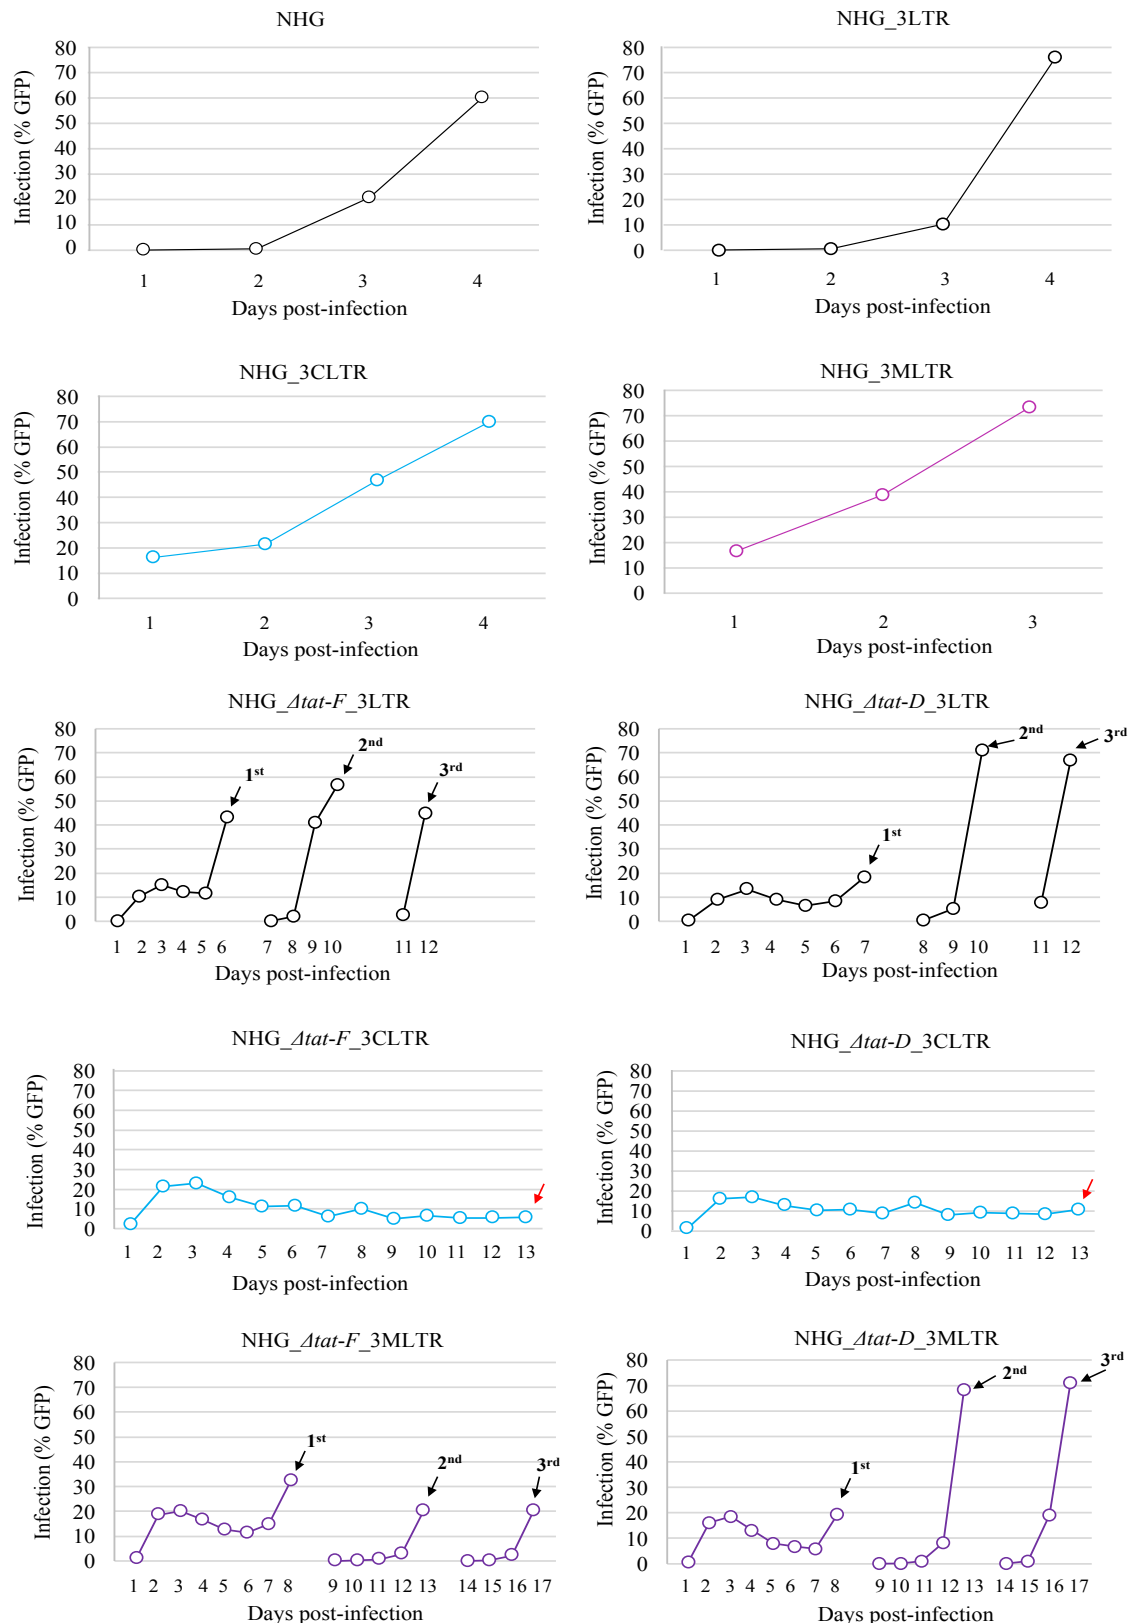 NHG
Infection (% GFP)
80
70
60
50
40
30
20
10
0
1 2 3 4
Days post-infection
NHG_3LTR
Infection (% GFP)
80
70
60
50
40
30
20
10
0
1 2 3 4
Days post-infection
NHG_3CLTR
Infection (% GFP)
80
70
60
50
40
30
20
10
0
1 2 3 4
Days post-infection
NHG_3MLTR
Infection (% GFP)
80
70
60
50
40
30
20
10
0
1 2 3
Days post-infection
NHG_Δtat-F_3LTR
Infection (% GFP)
80
70
60
50
40
30
20
10
0
1st
2nd
3rd
1 2 3 4 5 6 7 8 9 10 11 12
Days post-infection
NHG_Δtat-D_3LTR
Infection (% GFP)
80
70
60
50
40
30
20
10
0
1st
2nd
3rd
1 2 3 4 5 6 7 8 9 10 11 12
Days post-infection
NHG_Δtat-F_3CLTR
Infection (% GFP)
80
70
60
50
40
30
20
10
0
1 2 3 4 5 6 7 8 9 10 11 12 13
Days post-infection
NHG_Δtat-D_3CLTR
Infection (% GFP)
80
70
60
50
40
30
20
10
0
1 2 3 4 5 6 7 8 9 10 11 12 13
Days post-infection
NHG_Δtat-F_3MLTR
Infection (% GFP)
80
70
60
50
40
30
20
10
0
1st
2nd
3rd
1 2 3 4 5 6 7 8 9 10 11 12 13 14 15 16 17
Days post-infection
NHG_Δtat-D_3MLTR
Infection (% GFP)
80
70
60
50
40
30
20
10
0
1st
2nd
3rd
1 2 3 4 5 6 7 8 9 10 11 12 13 14 15 16 17
Days post-infection